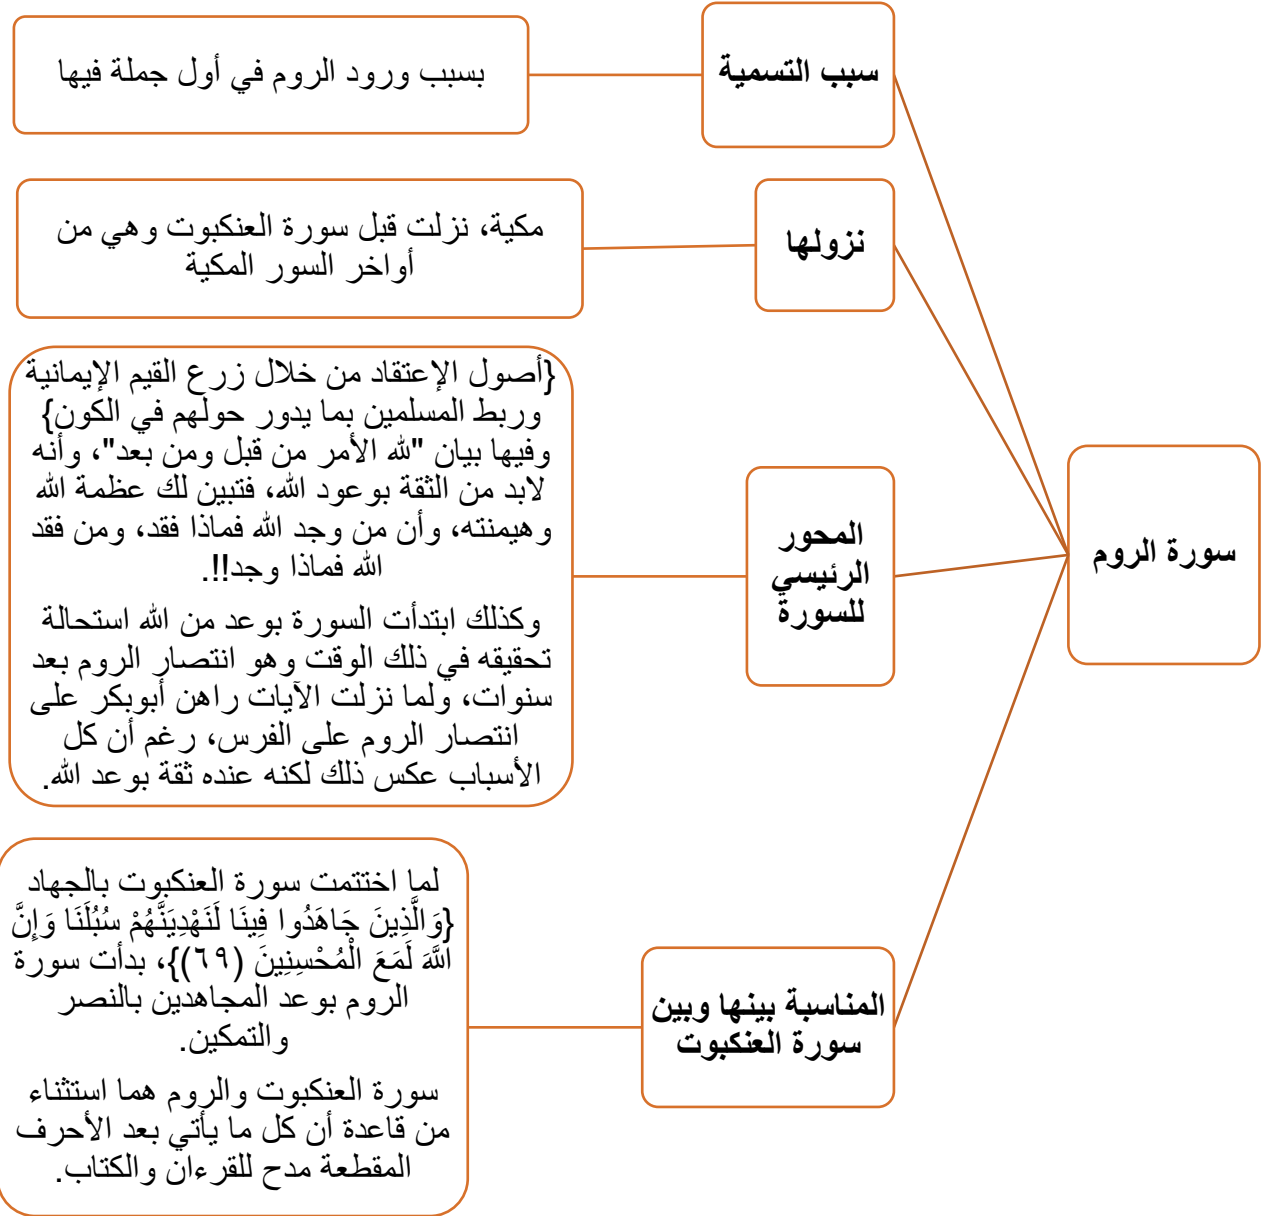 سورة الروم
سبب التسمية
بسبب ورود الروم في أول جملة فيها
نزولها
مكية، نزلت قبل سورة العنكبوت وهي من
أواخر السور المكية
المحور
الرئيسي
للسورة
{أصول الإعتقاد من خلال زرع القيم الإيمانية
وربط المسلمين بما يدور حولهم في الكون}
وفيها بيان "لله الأمر من قبل ومن بعد"، وأنه
لابد من الثقة بوعود الله، فتبين لك عظمة الله
وهيمنته، وأن من وجد الله فماذا فقد، ومن فقد
الله فماذا وجد!!.
وكذلك ابتدأت السورة بوعد من الله استحالة
تحقيقه في ذلك الوقت وهو انتصار الروم بعد
سنوات، ولما نزلت الآيات راهن أبوبكر على
انتصار الروم على الفرس، رغم أن كل
الأسباب عكس ذلك لكنه عنده ثقة بوعد الله.
المناسبة بينها وبين
سورة العنكبوت
لما اختتمت سورة العنكبوت بالجهاد
{وَالَّذِينَ جَاهَدُوا فِينَا لَنَهْدِيَنَّهُمْ سُبُلَنَا وَإِنَّ
اللَّهَ لَمَعَ الْمُحْسِنِينَ (٦٩)}، بدأت سورة
الروم بوعد المجاهدين بالنصر
والتمكين.
سورة العنكبوت والروم هما استثناء
من قاعدة أن كل ما يأتي بعد الأحرف
المقطعة مدح للقرءان والكتاب.